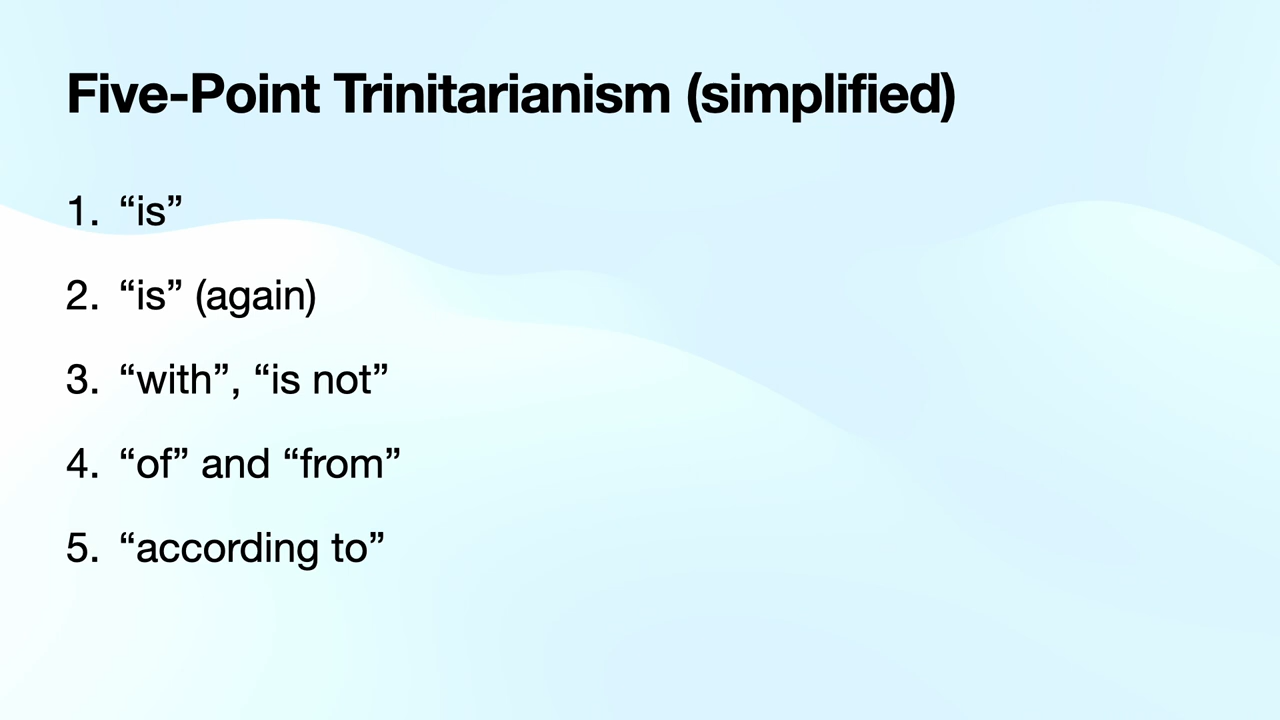 Five-Point Trinitarianism (simplified)
1. “is”
2. “is” (again)
3. “with”, “is not”
4. “of” and “from”
5. “according to”